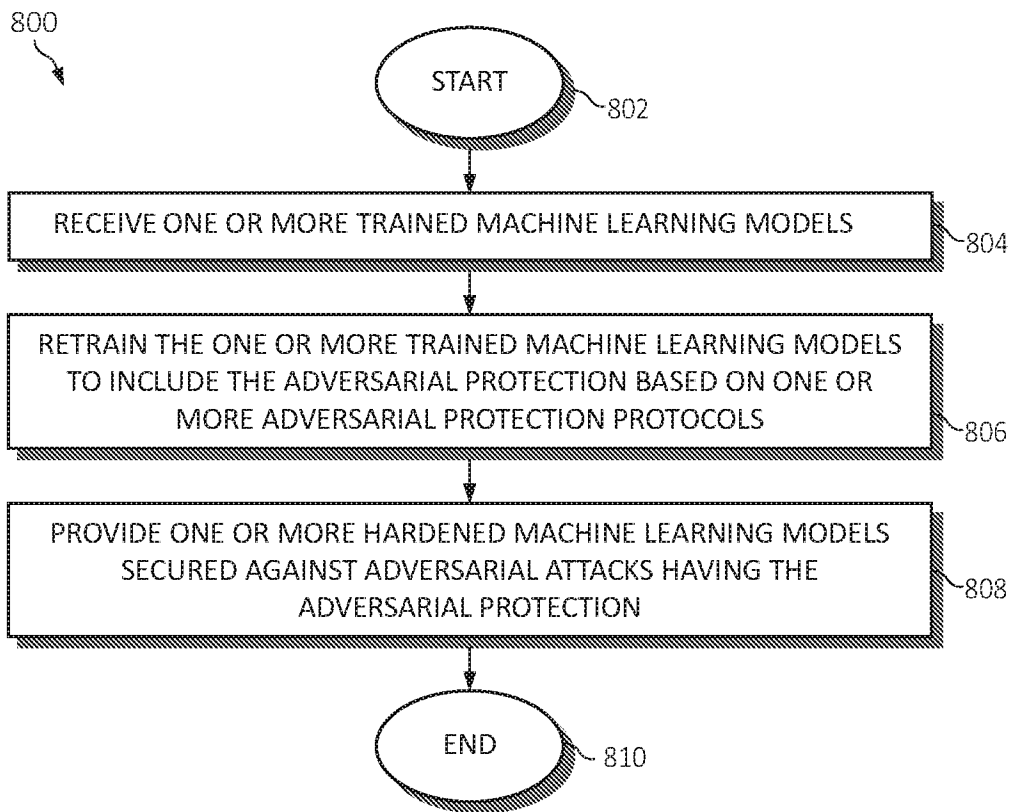 800
START
802
RECEIVE ONE OR MORE TRAINED MACHINE LEARNING MODELS
804
RETRAIN THE ONE OR MORE TRAINED MACHINE LEARNING MODELS
TO INCLUDE THE ADVERSARIAL PROTECTION BASED ON ONE OR
MORE ADVERSARIAL PROTECTION PROTOCOLS
806
PROVIDE ONE OR MORE HARDENED MACHINE LEARNING MODELS
SECURED AGAINST ADVERSARIAL ATTACKS HAVING THE
ADVERSARIAL PROTECTION
808
END
810